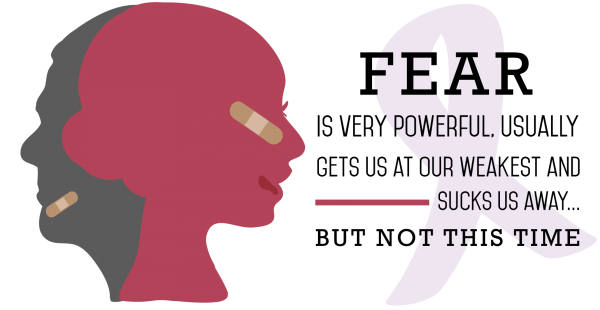 FEAR
IS VERY POWERFUL, USUALLY
GETS US AT OUR WEAKEST AND
SUCKS US AWAY...
BUT NOT THIS TIME